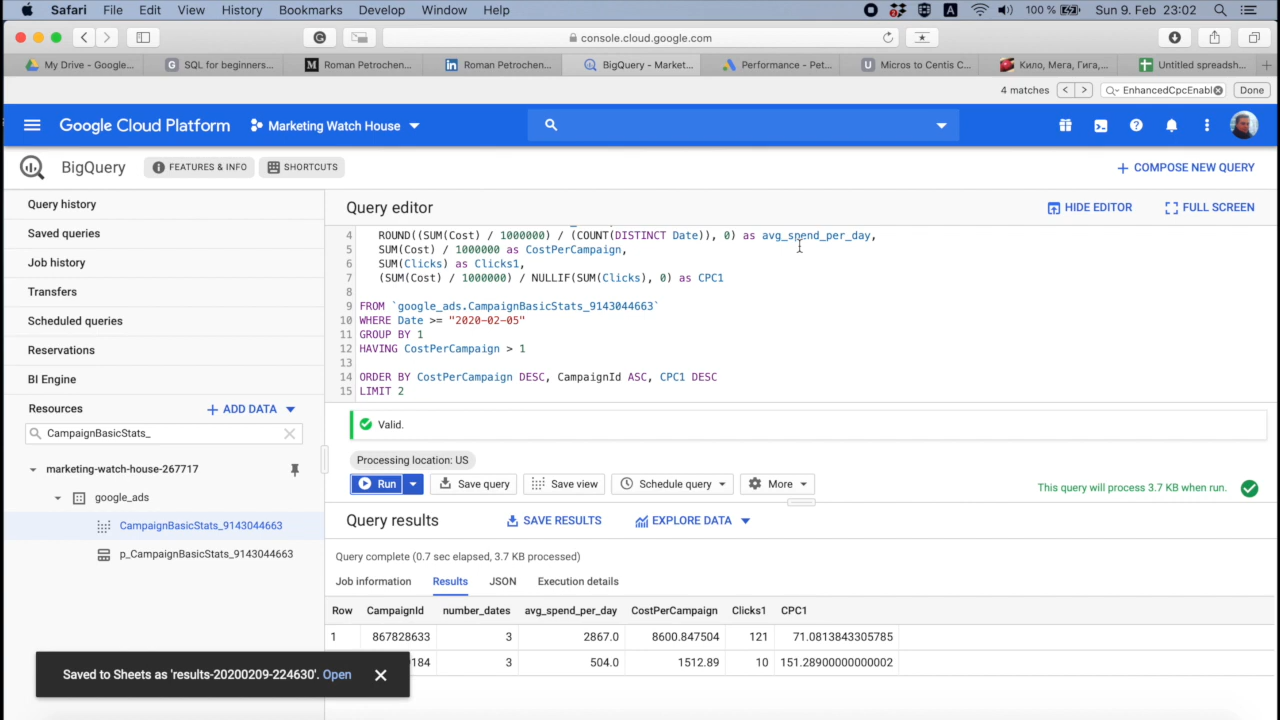 Safari File Edit View History Bookmarks Develop Window Help A 100 % Sun 9. Feb 23:02
console.cloud.google.com
My Drive - Google... G SQL for beginners... M Roman Petrochen... in Roman Petrochen... BigQuery - Market... Performance - Pet... U Micros to Centis C... Кило, Мега, Гига,... Untitled spreadsh...
4 matches EnhancedCpcEnabl Done
Google Cloud Platform Marketing Watch House
BigQuery FEATURES & INFO SHORTCUTS COMPOSE NEW QUERY
Query history
Saved queries
Job history
Transfers
Scheduled queries
Reservations
BI Engine
Resources + ADD DATA
CampaignBasicStats_
marketing-watch-house-267717
google_ads
CampaignBasicStats_9143044663
p_CampaignBasicStats_9143044663
Query editor HIDE EDITOR FULL SCREEN
4 ROUND((SUM(Cost) / 1000000) / (COUNT(DISTINCT Date)), 0) as avg_spend_per_day,
5 SUM(Cost) / 1000000 as CostPerCampaign,
6 SUM(Clicks) as Clicks1,
7 (SUM(Cost) / 1000000) / NULLIF(SUM(Clicks), 0) as CPC1
8
9 FROM `google_ads.CampaignBasicStats_9143044663`
10 WHERE Date >= "2020-02-05"
11 GROUP BY 1
12 HAVING CostPerCampaign > 1
13
14 ORDER BY CostPerCampaign DESC, CampaignId ASC, CPC1 DESC
15 LIMIT 2
Valid.
Processing location: US
Run Save query Save view Schedule query More This query will process 3.7 KB when run.
Query results SAVE RESULTS EXPLORE DATA
Query complete (0.7 sec elapsed, 3.7 KB processed)
Job information Results JSON Execution details
Row CampaignId number_dates avg_spend_per_day CostPerCampaign Clicks1 CPC1
1 867828633 3 2867.0 8600.847504 121 71.0813843305785
184 3 504.0 1512.89 10 151.28900000000002
Saved to Sheets as 'results-20200209-224630'. Open